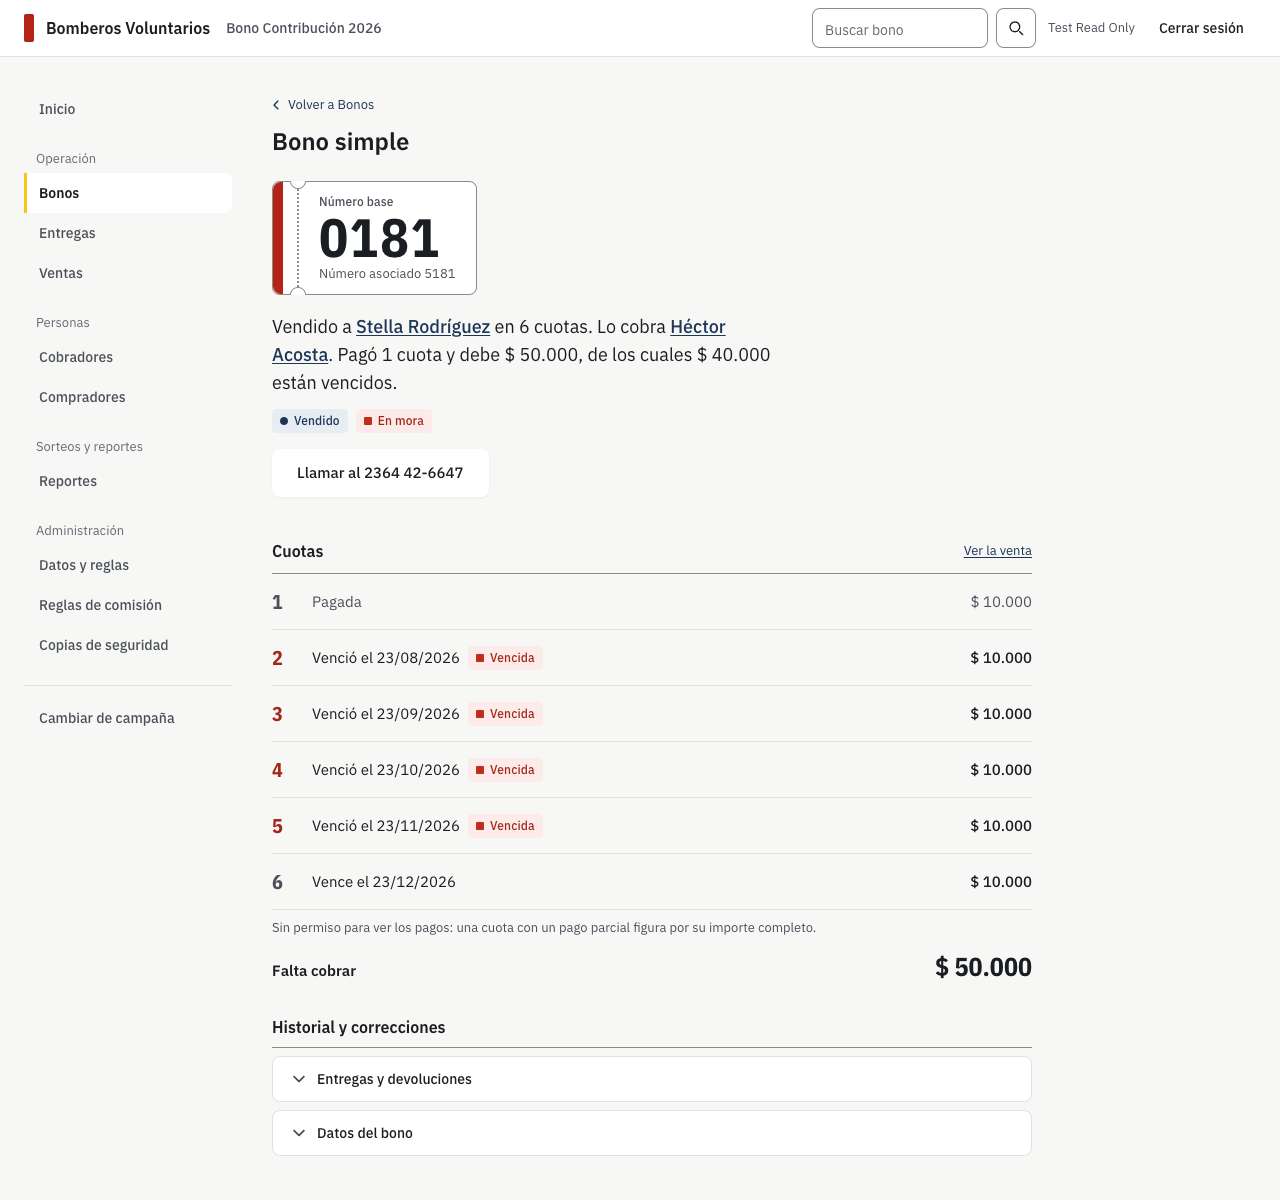 Bomberos Voluntarios
Bono Contribución 2026
Buscar bono
Test Read Only
Cerrar sesión
Inicio
Operación
Bonos
Entregas
Ventas
Personas
Cobradores
Compradores
Sorteos y reportes
Reportes
Administración
Datos y reglas
Reglas de comisión
Copias de seguridad
Cambiar de campaña
Volver a Bonos
Bono simple
Número base
0181
Número asociado 5181
Vendido a Stella Rodríguez en 6 cuotas. Lo cobra Héctor
Acosta. Pagó 1 cuota y debe $ 50.000, de los cuales $ 40.000
están vencidos.
Vendido
En mora
Llamar al 2364 42-6647
Cuotas
Ver la venta
1 Pagada $ 10.000
2 Venció el 23/08/2026 Vencida $ 10.000
3 Venció el 23/09/2026 Vencida $ 10.000
4 Venció el 23/10/2026 Vencida $ 10.000
5 Venció el 23/11/2026 Vencida $ 10.000
6 Vence el 23/12/2026 $ 10.000
Sin permiso para ver los pagos: una cuota con un pago parcial figura por su importe completo.
Falta cobrar $ 50.000
Historial y correcciones
Entregas y devoluciones
Datos del bono